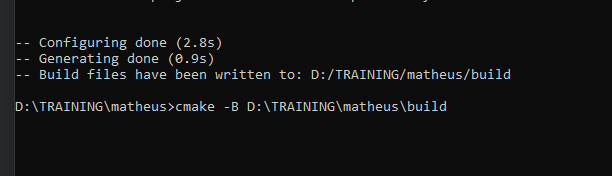 -- Configuring done (2.8s)
-- Generating done (0.9s)
-- Build files have been written to: D:/TRAINING/matheus/build
D:\TRAINING\matheus>cmake -B D:\TRAINING\matheus\build